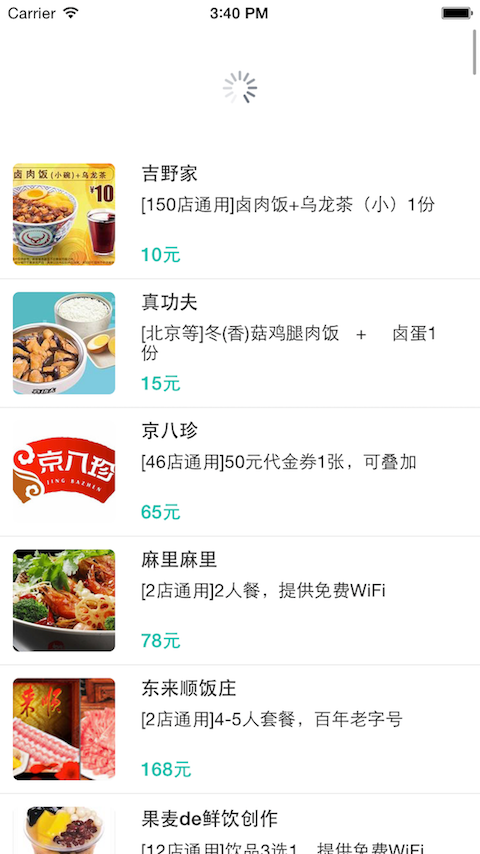 Carrier 3:40 PM
卤肉饭(小碗)+乌龙茶
¥10
吉野家
[150店通用]卤肉饭+乌龙茶（小）1份
10元
真功夫
[北京等]冬(香)菇鸡腿肉饭 + 卤蛋1
份
15元
京八珍
JING BAZHEN
京八珍
[46店通用]50元代金券1张，可叠加
65元
麻里麻里
[2店通用]2人餐，提供免费WiFi
78元
来顺
东来顺饭庄
[2店通用]4-5人套餐，百年老字号
168元
果麦de鲜饮创作
[12店通用]饮品3选1，提供免费WiFi